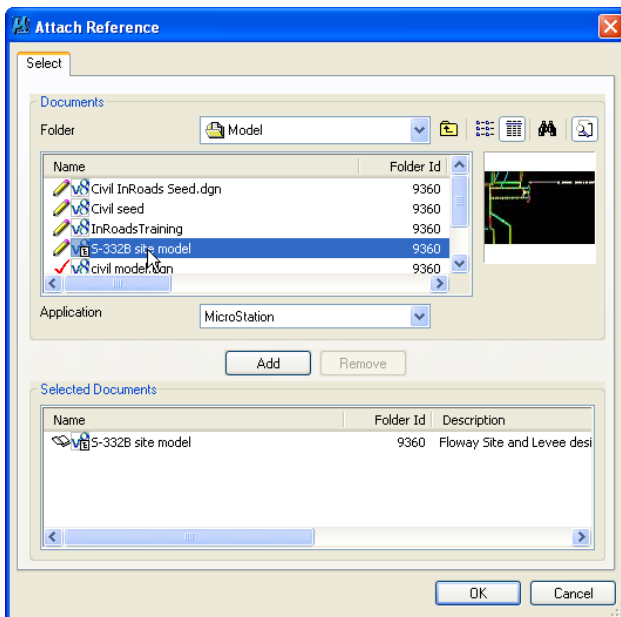 Attach Reference
Select
Documents
Folder Model
Name Folder Id
Civil InRoads Seed.dgn 9360
Civil seed 9360
InRoadsTraining 9360
S-332B site model 9360
civil model.dgn 9360
Application MicroStation
Add Remove
Selected Documents
Name Folder Id Description
S-332B site model 9360 Floway Site and Levee desi
OK Cancel